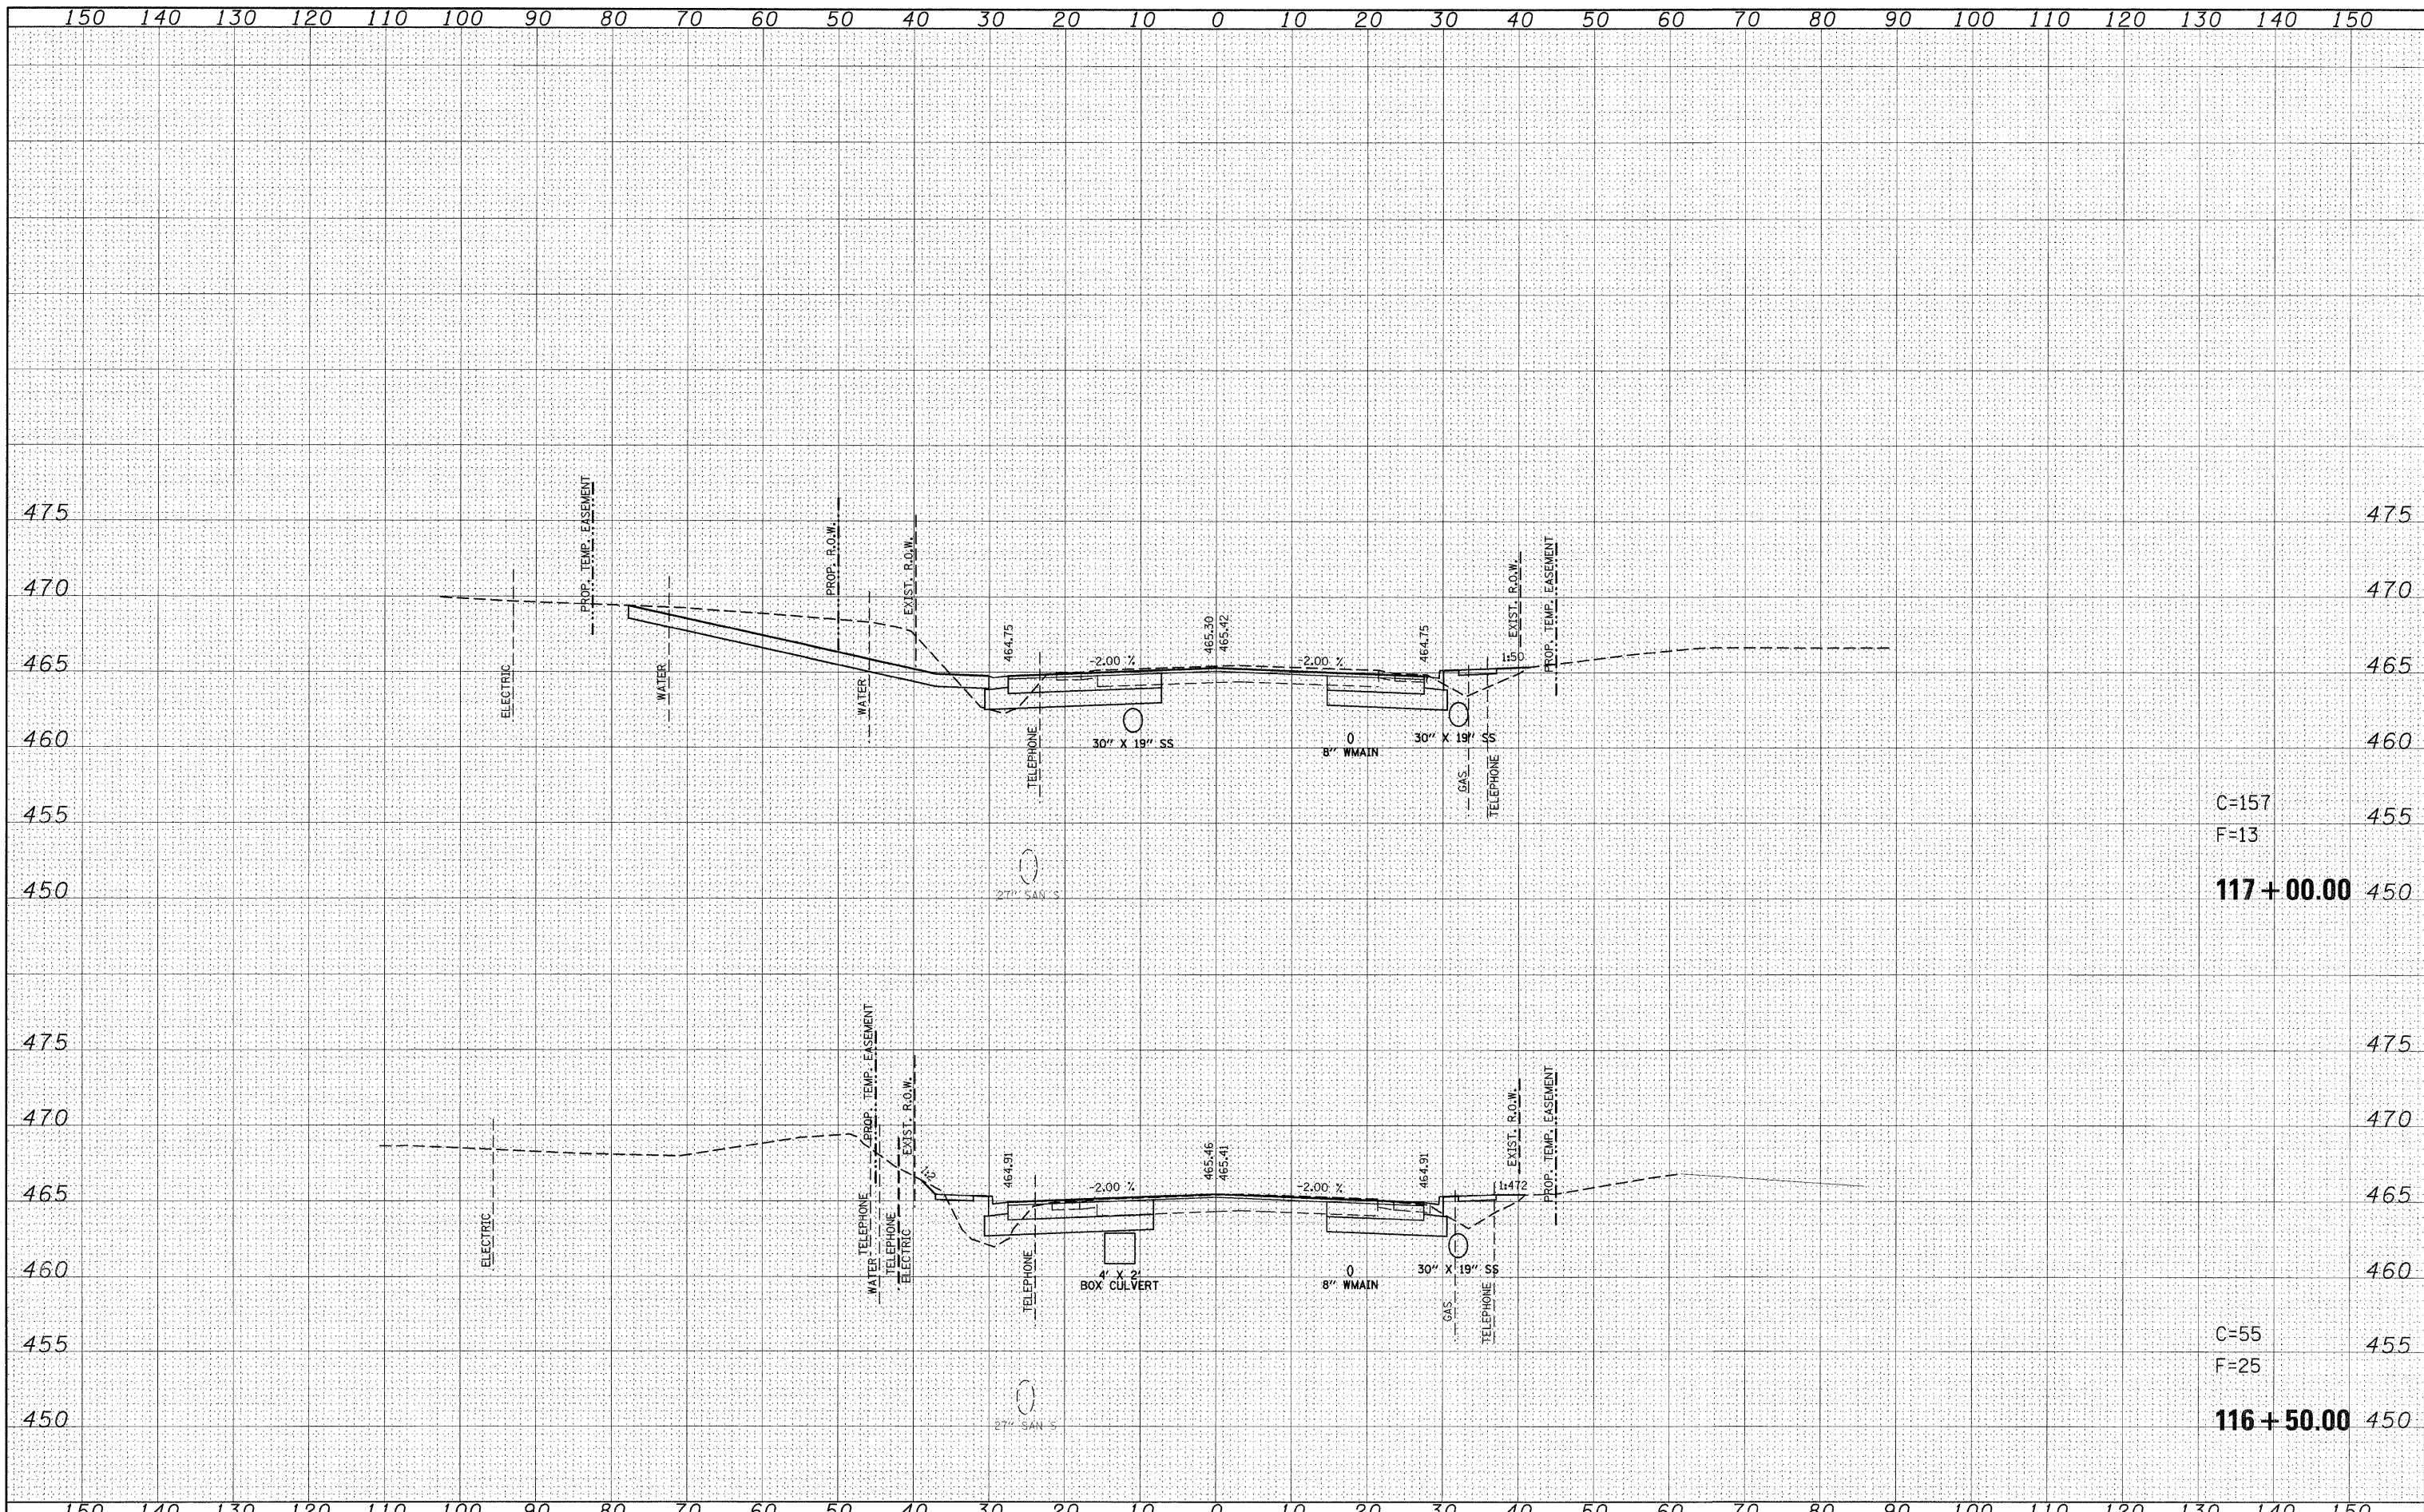 150 140 130 120 110 100 90 80 70 60 50 40 30 20 10 0 10 20 30 40 50 60 70 80 90 100 110 120 130 140 150
475 475
PROP. TEMP. EASEMENT
PROP. R.O.W.
EXIST. R.O.W.
EXIST. R.O.W.
PROP. TEMP. EASEMENT
470 470
464.75
465.30
465.42
464.75
-2.00 %
-2.00 %
1:50
465 465
ELECTRIC
WATER
WATER
TELEPHONE
30" X 19" SS
8" WMAIN
30" X 19" SS
GAS
TELEPHONE
460 460
C=157
455 455
F=13
27" SAN S
117 + 00.00
450 450
475 475
PROP. TEMP. EASEMENT
EXIST. R.O.W.
EXIST. R.O.W.
PROP. TEMP. EASEMENT
470 470
1:2
464.91
465.46
465.41
464.91
-2.00 %
-2.00 %
1:472
465 465
ELECTRIC
TELEPHONE
WATER
TELEPHONE
ELECTRIC
TELEPHONE
4' X 2'
BOX CULVERT
8" WMAIN
30" X 19" SS
GAS
TELEPHONE
460 460
C=55
455 455
F=25
27" SAN S
116 + 50.00
450 450
150 140 130 120 110 100 90 80 70 60 50 40 30 20 10 0 10 20 30 40 50 60 70 80 90 100 110 120 130 140 150